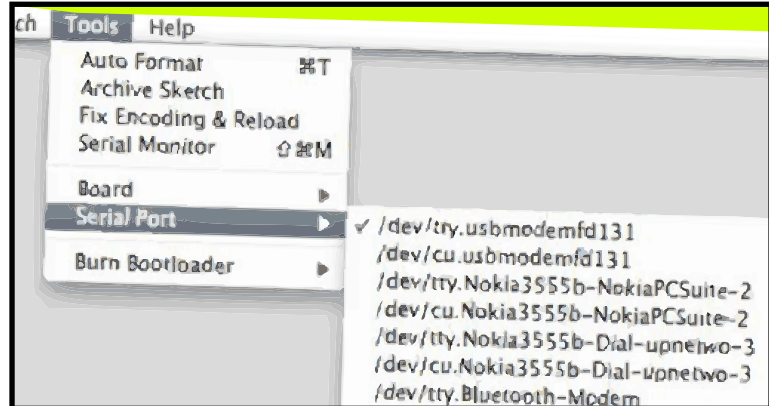 ch Tools Help
Auto Format ⌘T
Archive Sketch
Fix Encoding & Reload
Serial Monitor ⇧⌘M
Board ▶
Serial Port ▶
Burn Bootloader ▶
✓ /dev/tty.usbmodemfd131
/dev/cu.usbmodemfd131
/dev/tty.Nokia3555b-NokiaPCSuite-2
/dev/cu.Nokia3555b-NokiaPCSuite-2
/dev/tty.Nokia3555b-Dial-upnetwo-3
/dev/cu.Nokia3555b-Dial-upnetwo-3
/dev/tty.Bluetooth-Modem